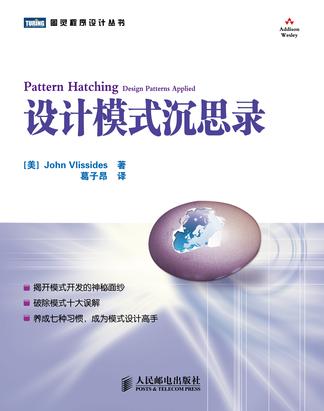 TURING 图灵程序设计丛书
Addison
Wesley
Pattern Hatching Design Patterns Applied
设计模式沉思录
[美] John Vlissides 著
葛子昂 译
揭开模式开发的神秘面纱
破除模式十大误解
养成七种习惯、成为模式设计高手
人民邮电出版社
POSTS & TELECOM PRESS